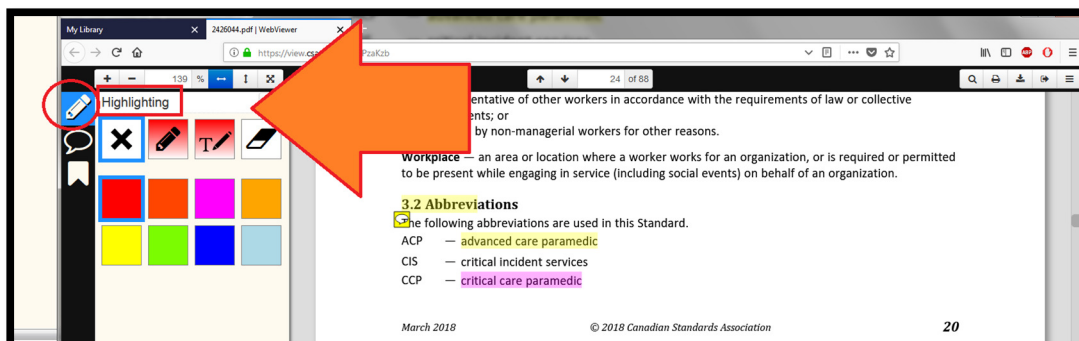 advanced care paramedic
My Library
2426044.pdf | WebViewer
https://view.csa
PzaKzb
139 %
24 of 88
Highlighting
T
entative of other workers in accordance with the requirements of law or collective
ents; or
by non-managerial workers for other reasons.
Workplace — an area or location where a worker works for an organization, or is required or permitted
to be present while engaging in service (including social events) on behalf of an organization.
3.2 Abbreviations
The following abbreviations are used in this Standard.
ACP — advanced care paramedic
CIS — critical incident services
CCP — critical care paramedic
March 2018 © 2018 Canadian Standards Association 20